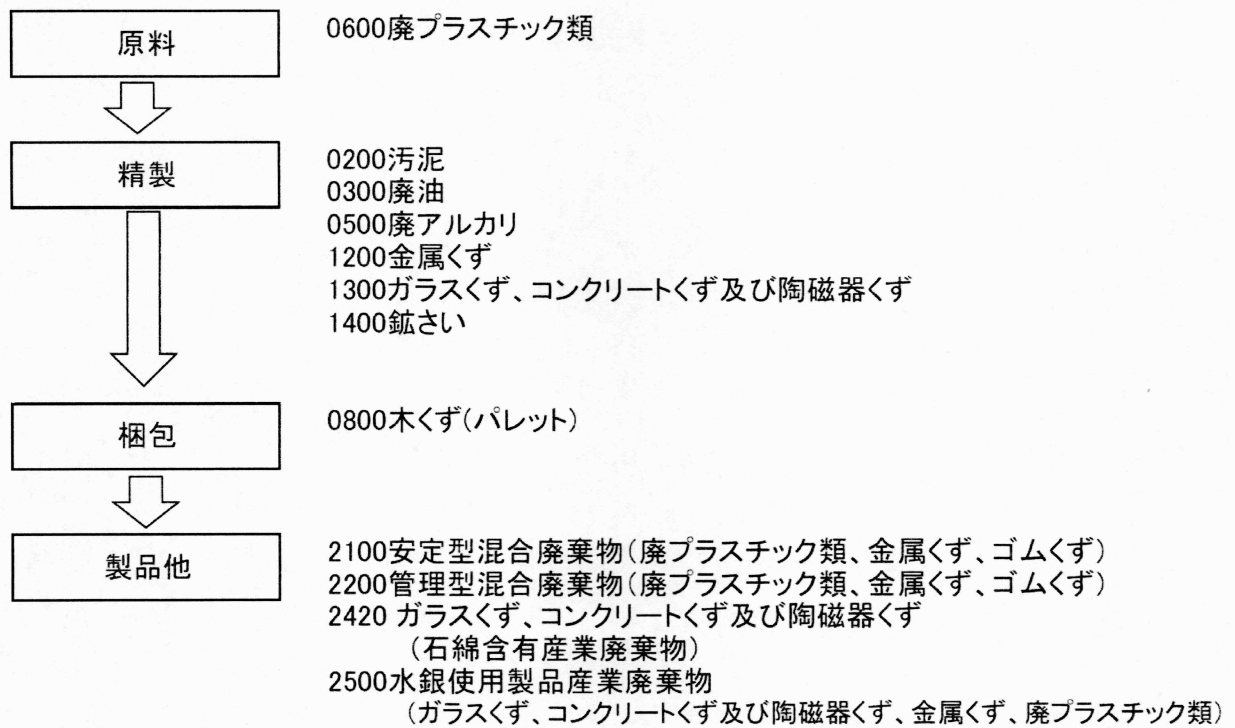 原料
0600廃プラスチック類
精製
0200汚泥
0300廃油
0500廃アルカリ
1200金属くず
1300ガラスくず、コンクリートくず及び陶磁器くず
1400鉱さい
梱包
0800木くず(パレット)
製品他
2100安定型混合廃棄物(廃プラスチック類、金属くず、ゴムくず)
2200管理型混合廃棄物(廃プラスチック類、金属くず、ゴムくず)
2420 ガラスくず、コンクリートくず及び陶磁器くず
(石綿含有産業廃棄物)
2500水銀使用製品産業廃棄物
(ガラスくず、コンクリートくず及び陶磁器くず、金属くず、廃プラスチック類)